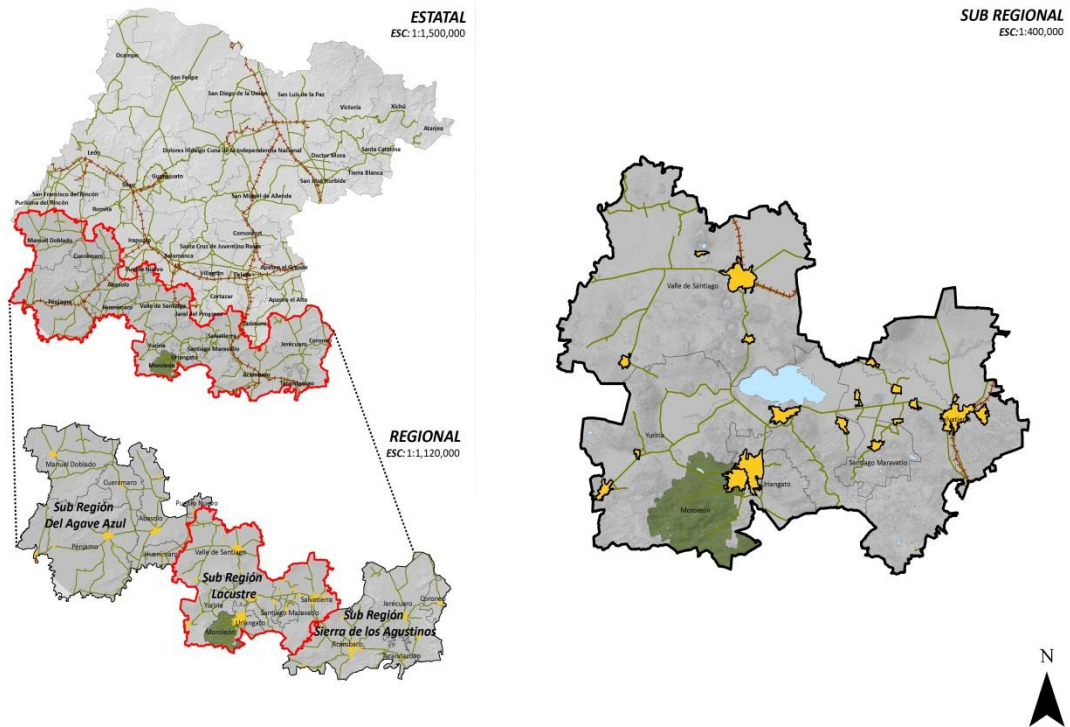 ESTATAL
ESC: 1:1,500,000
Ocampo
San Felipe
San Diego de la Unión
San Luis de la Paz
Victoria
Xichú
Atarjea
Dolores Hidalgo Cuna de la Independencia Nacional
Doctor Mora
Santa Catarina
Tierra Blanca
León
Guanajuato
Silao
San José Iturbide
San Francisco del Rincón
Purísima del Rincón
San Miguel de Allende
Romita
Comonfort
Manuel Doblado
Irapuato
Santa Cruz de Juventino Rosas
Cuerámaro
Salamanca
Pueblo Nuevo
Villagrán
Celaya
Apaseo el Grande
Abasolo
Cortazar
Apaseo el Alto
Pénjamo
Huanímaro
Valle de Santiago
Jaral del Progreso
Tarimoro
Salvatierra
Jerécuaro
Coroneo
Yuriria
Santiago Maravatío
Uriangato
Moroleón
Acámbaro
Tarandacuao
REGIONAL
ESC: 1:1,120,000
Manuel Doblado
Cuerámaro
Pueblo Nuevo
Sub Región
Del Agave Azul
Abasolo
Pénjamo
Huanímaro
Valle de Santiago
Sub Región
Lacustre
Yuriria
Salvatierra
Santiago Maravatío
Uriangato
Moroleón
Jerécuaro
Coroneo
Sub Región
Sierra de los Agustinos
Acámbaro
Tarandacuao
SUB REGIONAL
ESC: 1:400,000
Valle de Santiago
Salvatierra
Yuriria
Santiago Maravatío
Uriangato
Moroleón
N